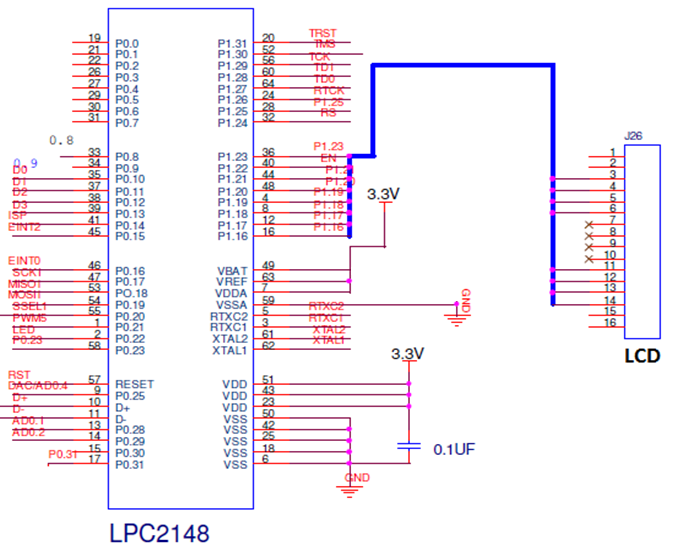 19 P0.0 P1.31 20 TRST
21 P0.1 P1.30 52 TMS
22 P0.2 P1.29 56 TCK
26 P0.3 P1.28 60 TD1
27 P0.4 P1.27 64 TD0
29 P0.5 P1.26 24 RTCK
30 P0.6 P1.25 28 P1.25
31 P0.7 P1.24 32 RS
0.8
33 P0.8 P1.23 36 P1.23
0.9 34 P0.9 P1.22 40 EN
D0 35 P0.10 P1.21 44
D1 37 P0.11 P1.20 48
D2 38 P0.12 P1.19 4 P1.19
D3 39 P0.13 P1.18 8 P1.18
ISP 41 P0.14 P1.17 12 P1.17
EINT2 45 P0.15 P1.16 16 P1.16
3.3V
J26
1
2
3
4
5
6
7
8
9
10
11
12
13
14
15
16
LCD
EINT0 46 P0.16 VBAT 49
SCK1 47 P0.17 VREF 63
MISO1 53 P0.18 VDDA 7
MOSI1 54 P0.19 VSSA 59 GND
SSEL1 55 P0.20 RTXC2 5 RTXC2
PWM5 1 P0.21 RTXC1 3 RTXC1
LED 2 P0.22 XTAL2 61 XTAL2
P0.23 58 P0.23 XTAL1 62 XTAL1
3.3V
RST 57 RESET VDD 51
DAC/AD0.4 9 P0.25 VDD 43
D+ 10 D+ VDD 23
D- 11 D- VSS 50
AD0.1 13 P0.28 VSS 42
AD0.2 14 P0.29 VSS 25
15 P0.30 VSS 18
P0.31 17 P0.31 VSS 6
0.1UF
GND
LPC2148